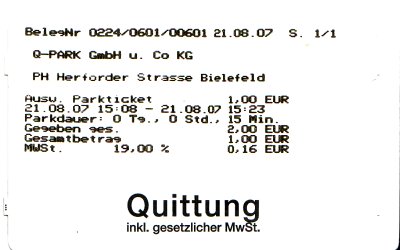 BelegNr 0224/0601/00601 21.08.07 S. 1/1
Q-PARK GmbH u. Co KG
PH Herforder Strasse Bielefeld
Ausw. Parkticket 1,00 EUR
21.08.07 15:08 - 21.08.07 15:23
Parkdauer: 0 Tg., 0 Std., 15 Min.
Gegeben ges. 2,00 EUR
Gesamtbetrag 1,00 EUR
MWSt. 19,00 % 0,16 EUR
Quittung
inkl. gesetzlicher MwSt.